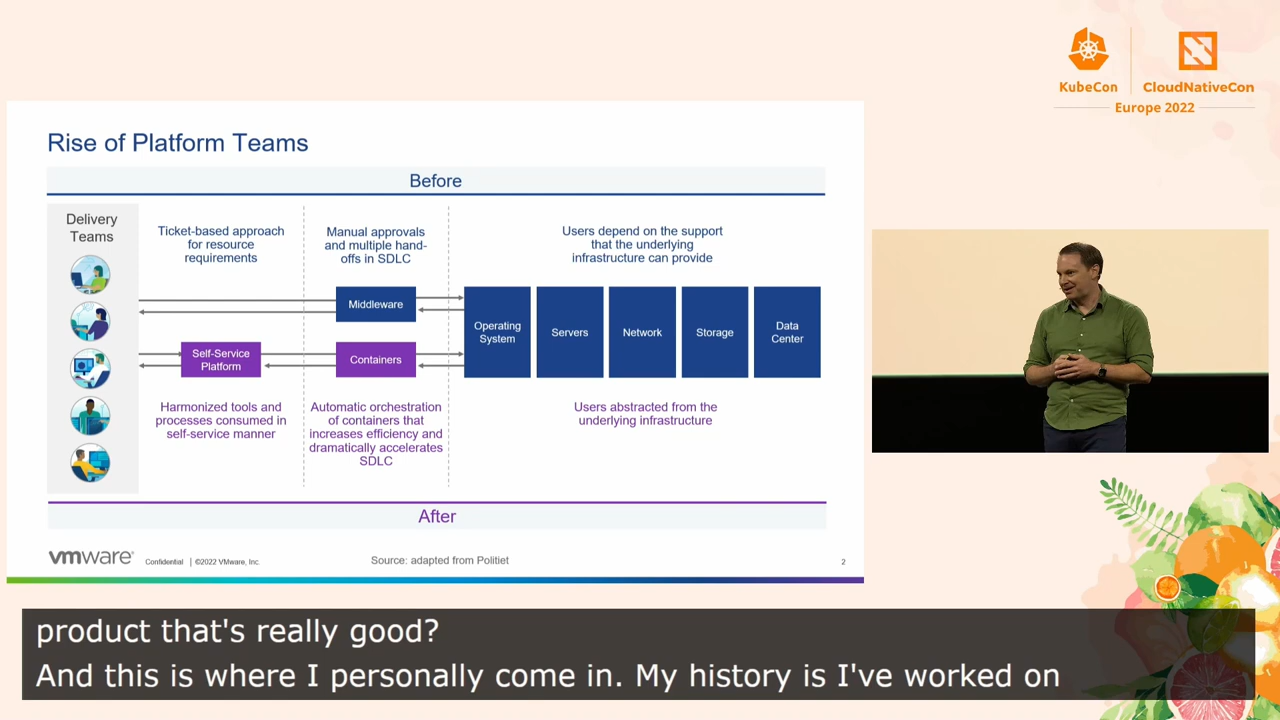 KubeCon
CloudNativeCon
Europe 2022
Rise of Platform Teams
Before
Delivery
Teams
Ticket-based approach
for resource
requirements
Manual approvals
and multiple hand-
offs in SDLC
Users depend on the support
that the underlying
infrastructure can provide
Middleware
Operating
System
Servers
Network
Storage
Data
Center
Self-Service
Platform
Containers
Harmonized tools and
processes consumed in
self-service manner
Automatic orchestration
of containers that
increases efficiency and
dramatically accelerates
SDLC
Users abstracted from the
underlying infrastructure
After
vmware®
Confidential | ©2022 VMware, Inc.
Source: adapted from Politiet
2
product that's really good?
And this is where I personally come in. My history is I've worked on